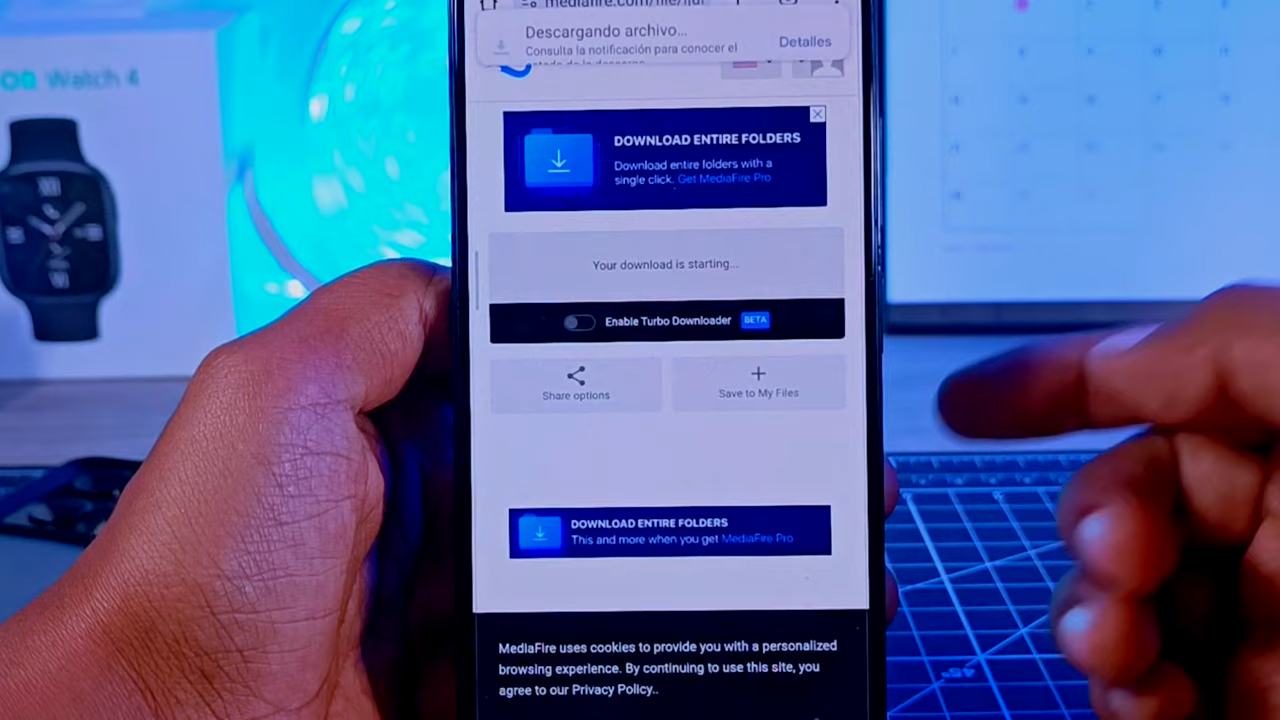 Watch 4
Descargando archivo...
Consulta la notificación para conocer el
Detalles
DOWNLOAD ENTIRE FOLDERS
Download entire folders with a
single click. Get MediaFire Pro
Your download is starting...
Enable Turbo Downloader BETA
Share options
Save to My Files
DOWNLOAD ENTIRE FOLDERS
This and more when you get MediaFire Pro
MediaFire uses cookies to provide you with a personalized
browsing experience. By continuing to use this site, you
agree to our Privacy Policy..